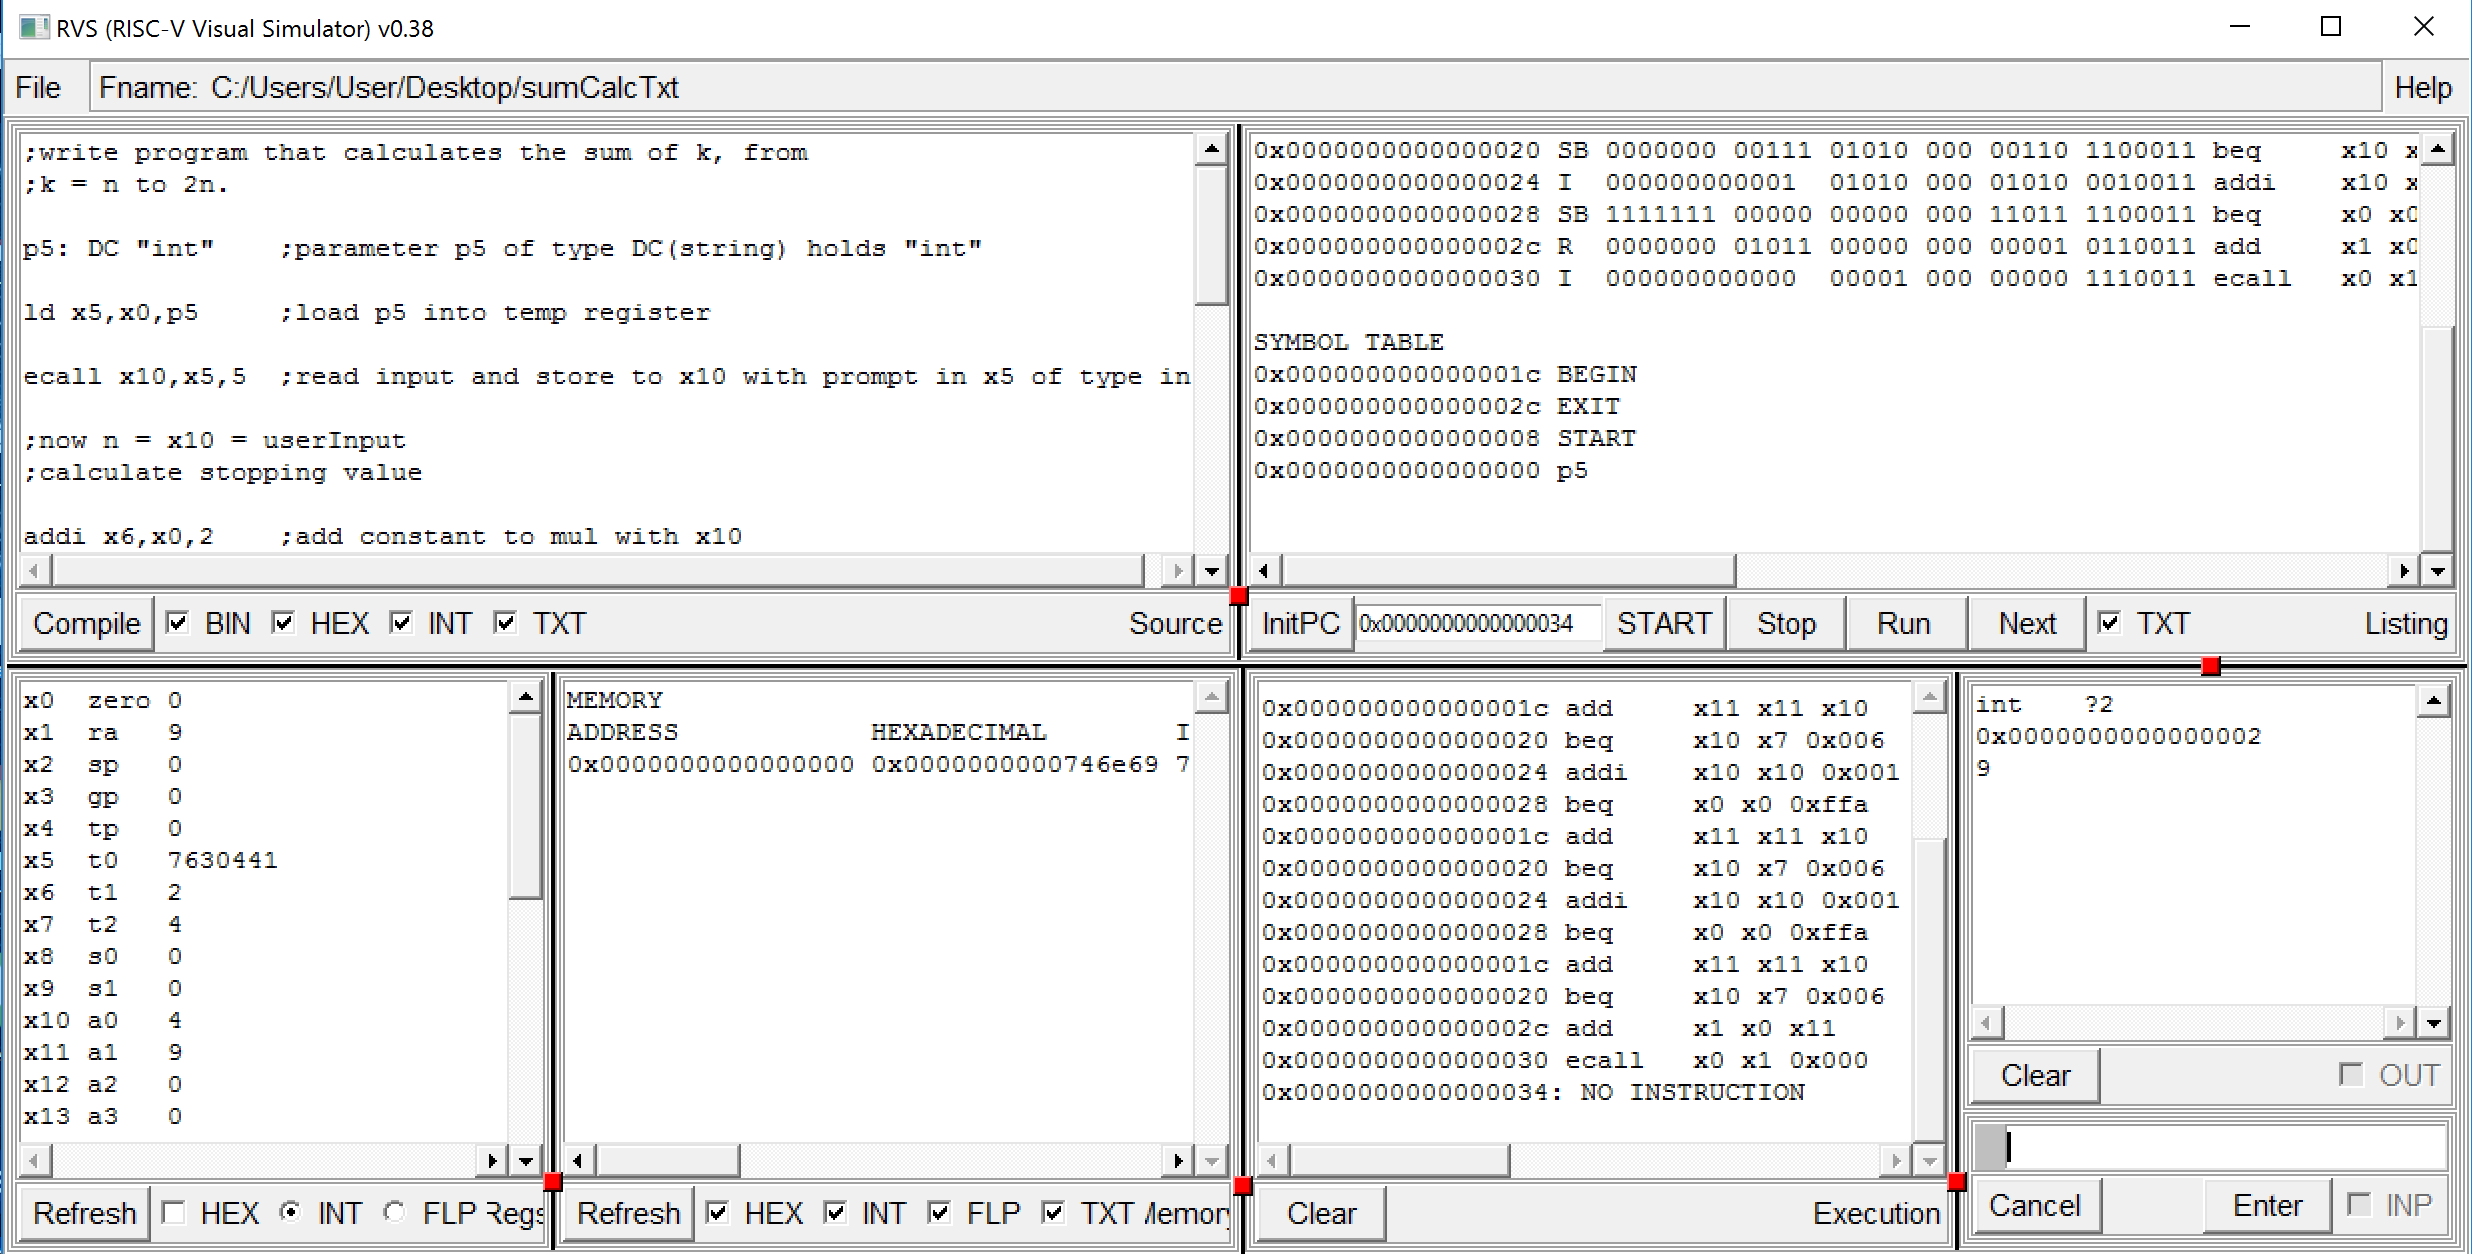 RVS (RISC-V Visual Simulator) v0.38
File Fname: C:/Users/User/Desktop/sumCalcTxt Help
;write program that calculates the sum of k, from
;k = n to 2n.
p5: DC "int" ;parameter p5 of type DC(string) holds "int"
ld x5,x0,p5 ;load p5 into temp register
ecall x10,x5,5 ;read input and store to x10 with prompt in x5 of type in
;now n = x10 = userInput
;calculate stopping value
addi x6,x0,2 ;add constant to mul with x10
Compile BIN HEX INT TXT Source
0x0000000000000020 SB 0000000 00111 01010 000 00110 1100011 beq x10 x
0x0000000000000024 I 000000000001 01010 000 01010 0010011 addi x10 x
0x0000000000000028 SB 1111111 00000 00000 000 11011 1100011 beq x0 x0
0x000000000000002c R 0000000 01011 00000 000 00001 0110011 add x1 x0
0x0000000000000030 I 000000000000 00001 000 00000 1110011 ecall x0 x1
SYMBOL TABLE
0x000000000000001c BEGIN
0x000000000000002c EXIT
0x0000000000000008 START
0x0000000000000000 p5
InitPC 0x0000000000000034 START Stop Run Next TXT Listing
x0 zero 0
x1 ra 9
x2 sp 0
x3 gp 0
x4 tp 0
x5 t0 7630441
x6 t1 2
x7 t2 4
x8 s0 0
x9 s1 0
x10 a0 4
x11 a1 9
x12 a2 0
x13 a3 0
Refresh HEX INT FLP Regs
MEMORY
ADDRESS HEXADECIMAL I
0x0000000000000000 0x0000000000746e69 7
Refresh HEX INT FLP TXT Memory
0x000000000000001c add x11 x11 x10
0x0000000000000020 beq x10 x7 0x006
0x0000000000000024 addi x10 x10 0x001
0x0000000000000028 beq x0 x0 0xffa
0x000000000000001c add x11 x11 x10
0x0000000000000020 beq x10 x7 0x006
0x0000000000000024 addi x10 x10 0x001
0x0000000000000028 beq x0 x0 0xffa
0x000000000000001c add x11 x11 x10
0x0000000000000020 beq x10 x7 0x006
0x000000000000002c add x1 x0 x11
0x0000000000000030 ecall x0 x1 0x000
0x0000000000000034: NO INSTRUCTION
Clear Execution
int ?2
0x0000000000000002
9
Clear OUT
Cancel Enter INP